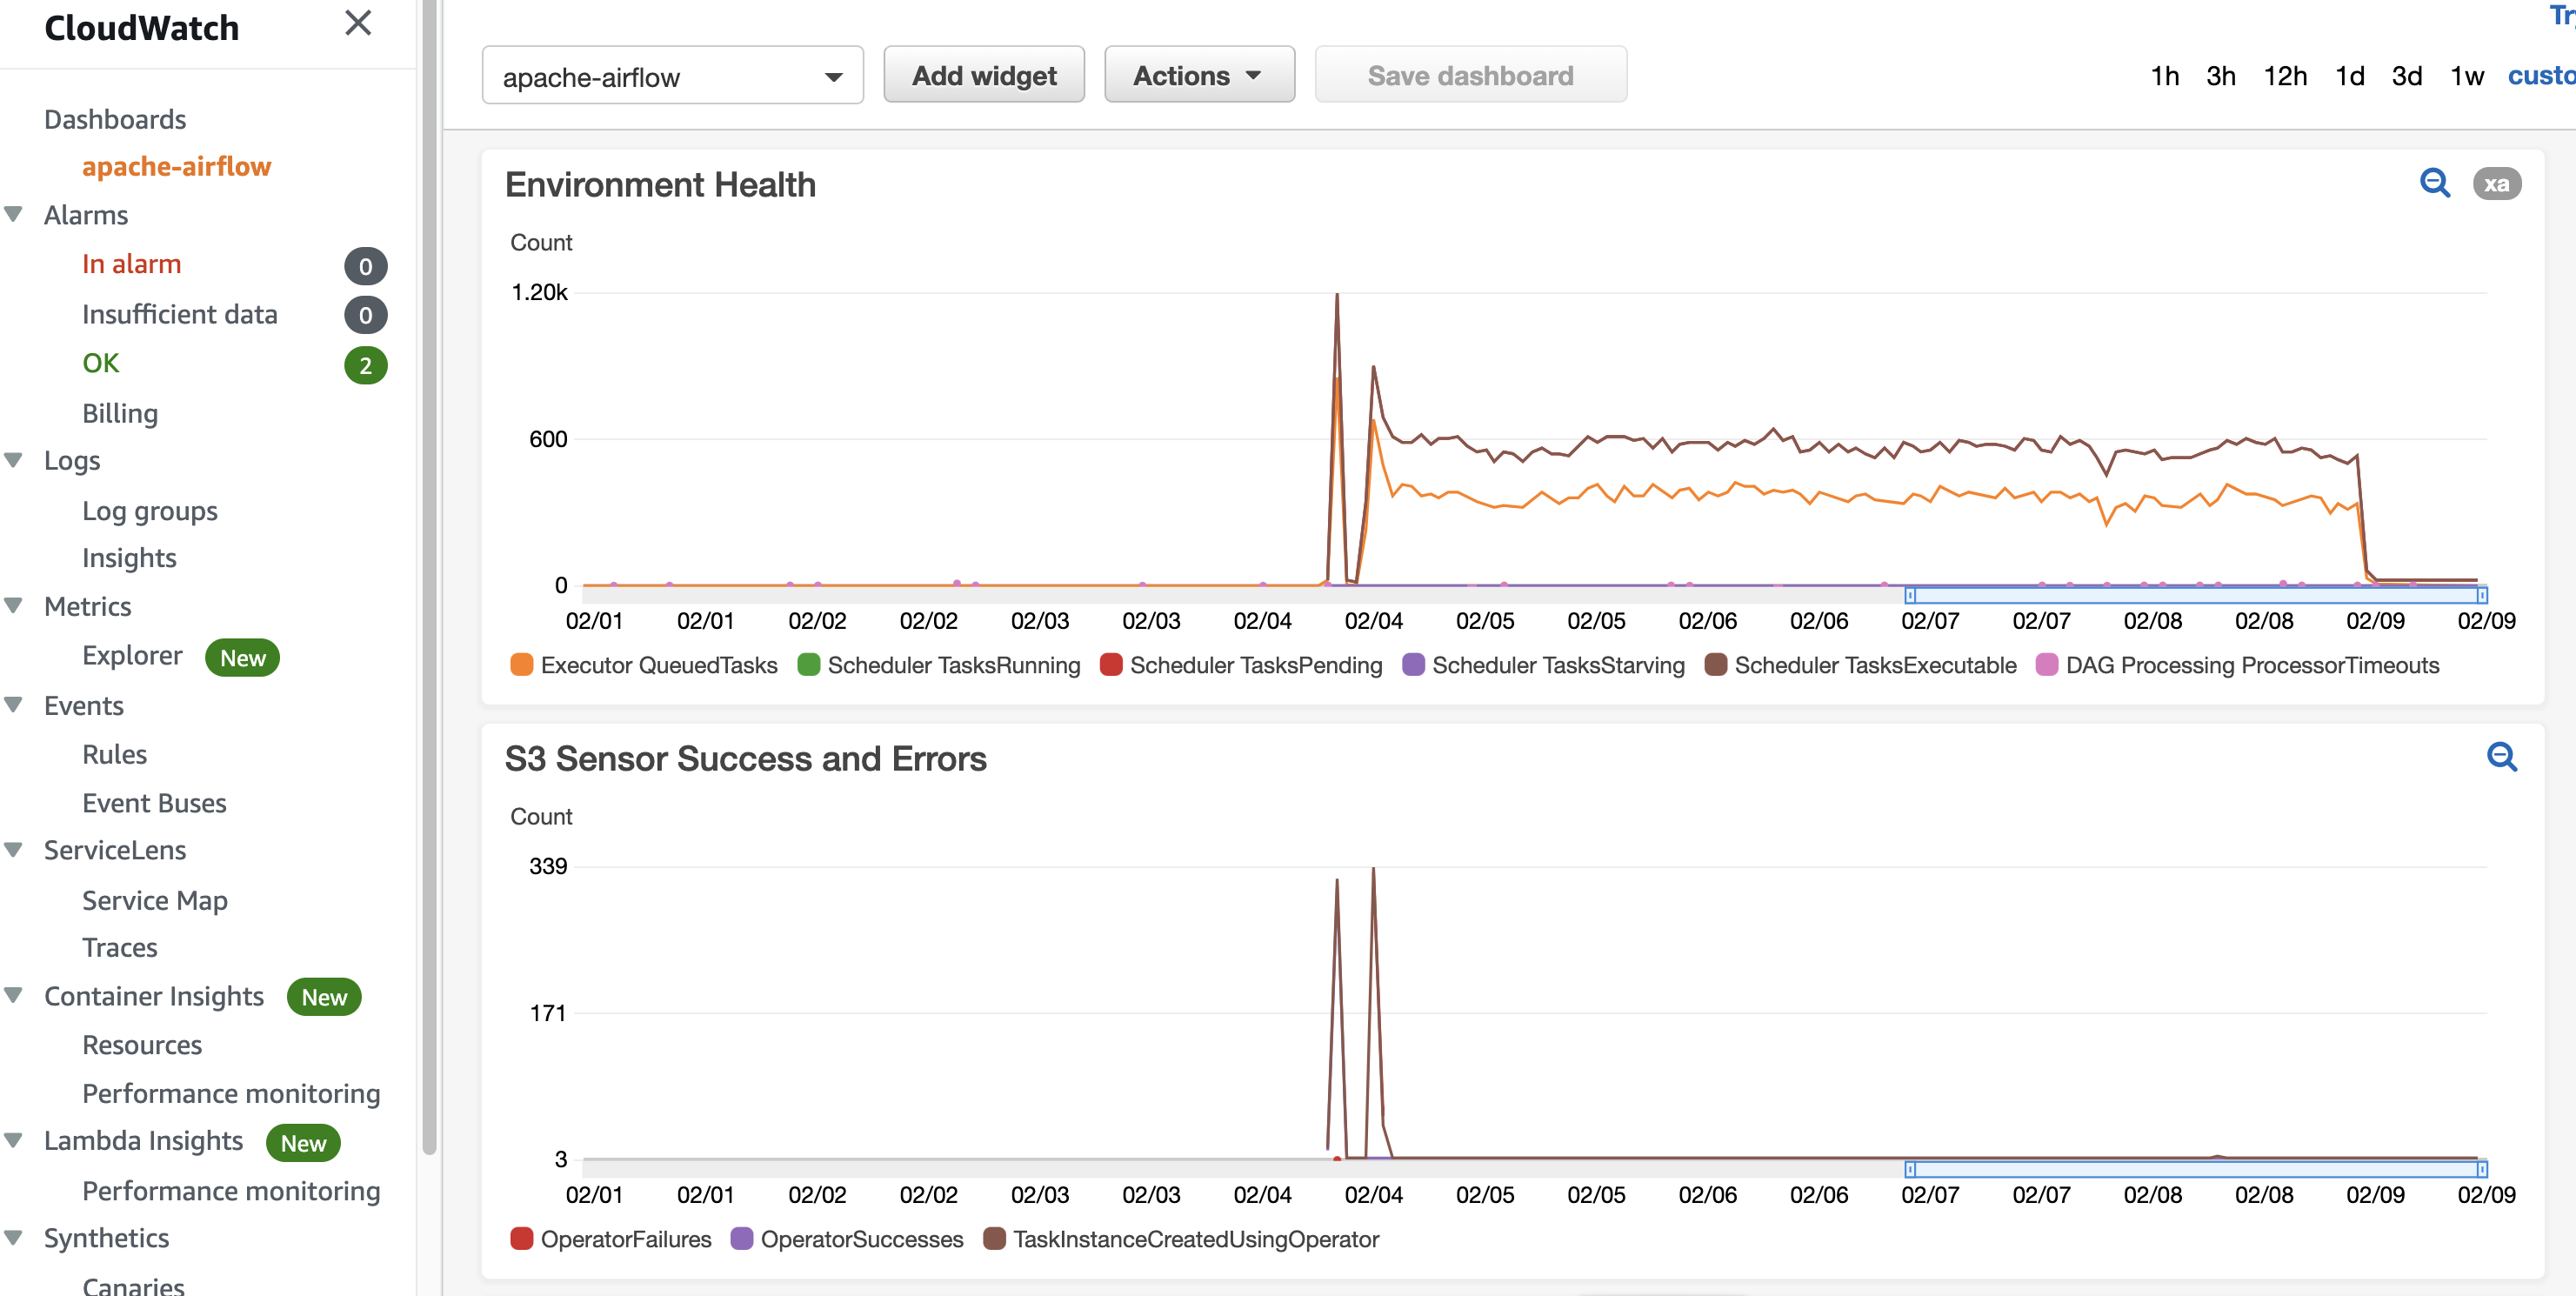 CloudWatch
Dashboards
apache-airflow
Alarms
In alarm 0
Insufficient data 0
OK 2
Billing
Logs
Log groups
Insights
Metrics
Explorer New
Events
Rules
Event Buses
ServiceLens
Service Map
Traces
Container Insights New
Resources
Performance monitoring
Lambda Insights New
Performance monitoring
Synthetics
Canaries
apache-airflow
Add widget
Actions
Save dashboard
1h 3h 12h 1d 3d 1w
Environment Health
xa
Count
1.20k
600
0
02/01 02/01 02/02 02/02 02/03 02/03 02/04 02/04 02/05 02/05 02/06 02/06 02/07 02/07 02/08 02/08 02/09 02/09
Executor QueuedTasks Scheduler TasksRunning Scheduler TasksPending Scheduler TasksStarving Scheduler TasksExecutable DAG Processing ProcessorTimeouts
S3 Sensor Success and Errors
Count
339
171
3
02/01 02/01 02/02 02/02 02/03 02/03 02/04 02/04 02/05 02/05 02/06 02/06 02/07 02/07 02/08 02/08 02/09 02/09
OperatorFailures OperatorSuccesses TaskInstanceCreatedUsingOperator